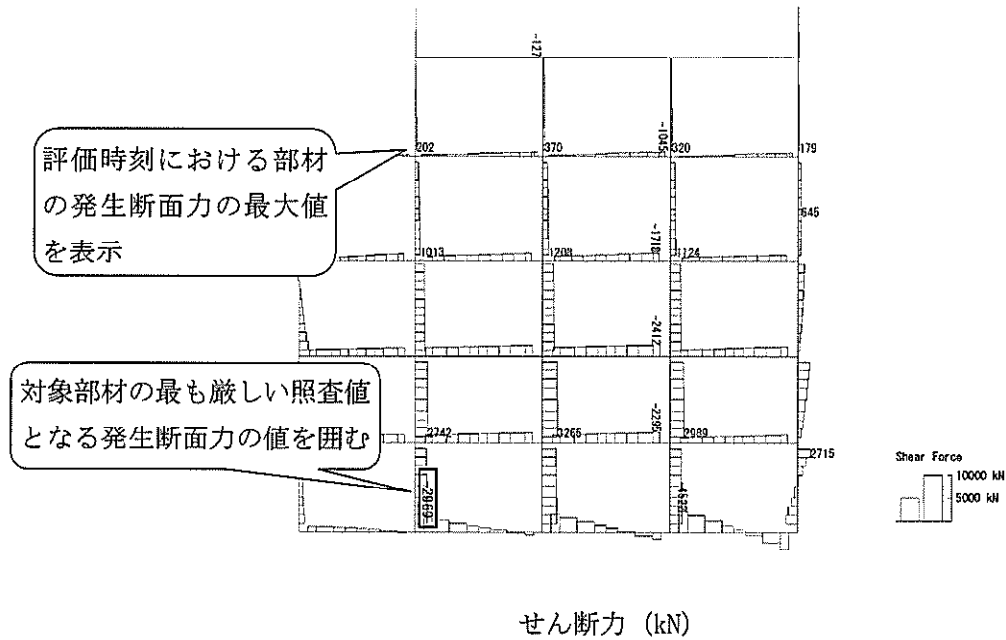 -127
評価時刻における部材
の発生断面力の最大値
を表示
202
370
-1045
320
179
645
1013
1208
-1718
1124
-2412
対象部材の最も厳しい照査値
となる発生断面力の値を囲む
2742
3265
-2295
2989
2715
-2969
Shear Force
10000 kN
5000 kN
せん断力 (kN)